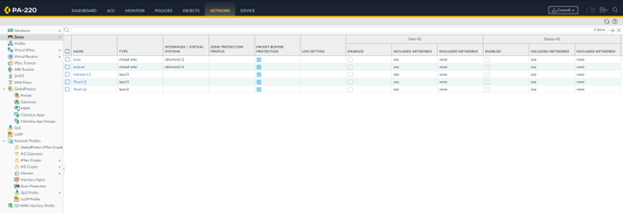 PA-220
DASHBOARD ACC MONITOR POLICIES OBJECTS NETWORK DEVICE
Commit
Interfaces
Zones
VLANs
Virtual Wires
Virtual Routers
IPSec Tunnels
GRE Tunnels
DHCP
DNS Proxy
GlobalProtect
Portals
Gateways
MDM
Clientless Apps
Clientless App Groups
QoS
LLDP
Network Profiles
GlobalProtect IPSec Crypto
IKE Gateways
IPSec Crypto
IKE Crypto
Monitor
Interface Mgmt
Zone Protection
QoS Profile
LLDP Profile
SD-WAN Interface Profile
5 items
User-ID Device-ID
NAME TYPE INTERFACES / VIRTUAL SYSTEMS ZONE PROTECTION PROFILE PACKET BUFFER PROTECTION LOG SETTING ENABLED INCLUDED NETWORKS EXCLUDED NETWORKS ENABLED INCLUDED NETWORKS EXCLUDED NETWORKS
trust virtual-wire ethernet1/2 any none any none
untrust virtual-wire ethernet1/1 any none any none
layer3 any none any none
layer3 any none any none
layer2 any none any none